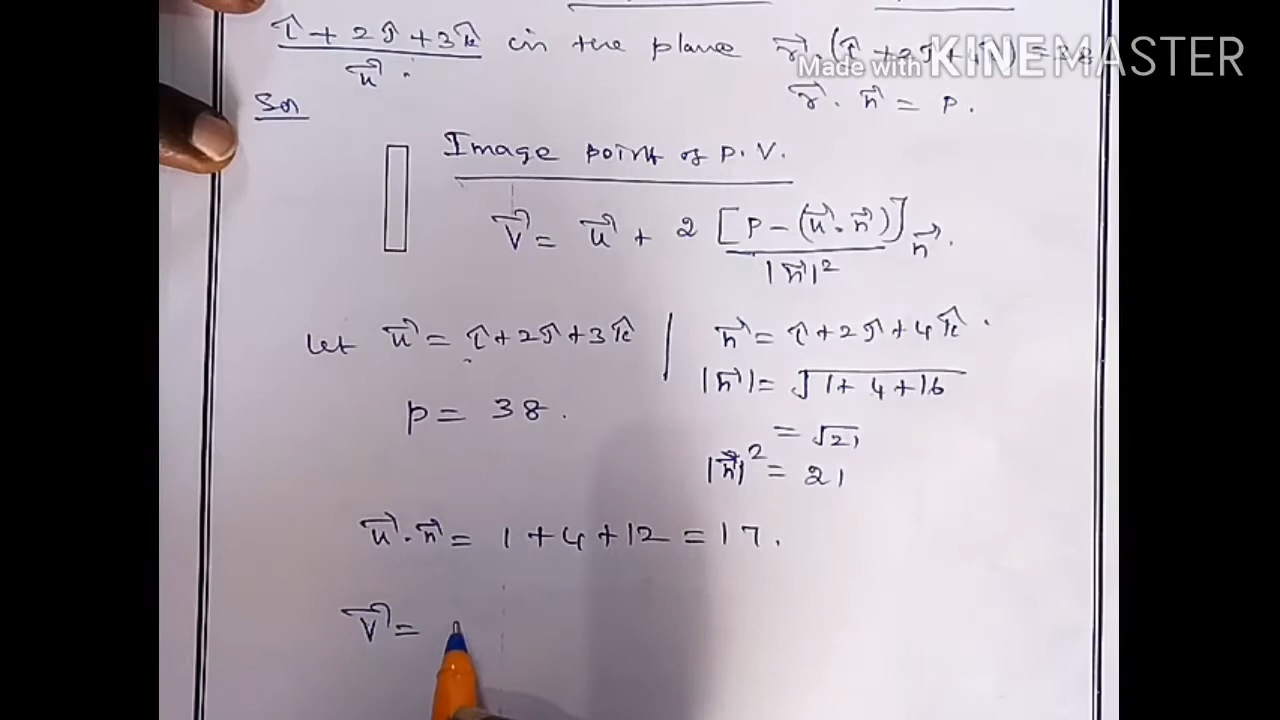 î + 2ĵ + 3k̂ in the plane r⃗ . (î + 2ĵ + 4k̂) = 38
u⃗
Made with KINEMASTER
r⃗ . n⃗ = p.
Son
Image point of P.V.
v⃗ = u⃗ + 2 [p - (u⃗ . n⃗)] / |n⃗|² n⃗.
Let u⃗ = î + 2ĵ + 3k̂
n⃗ = î + 2ĵ + 4k̂.
|n⃗| = √1 + 4 + 16
p = 38.
= √21
|n⃗|² = 21
u⃗ . n⃗ = 1 + 4 + 12 = 17.
v⃗ =